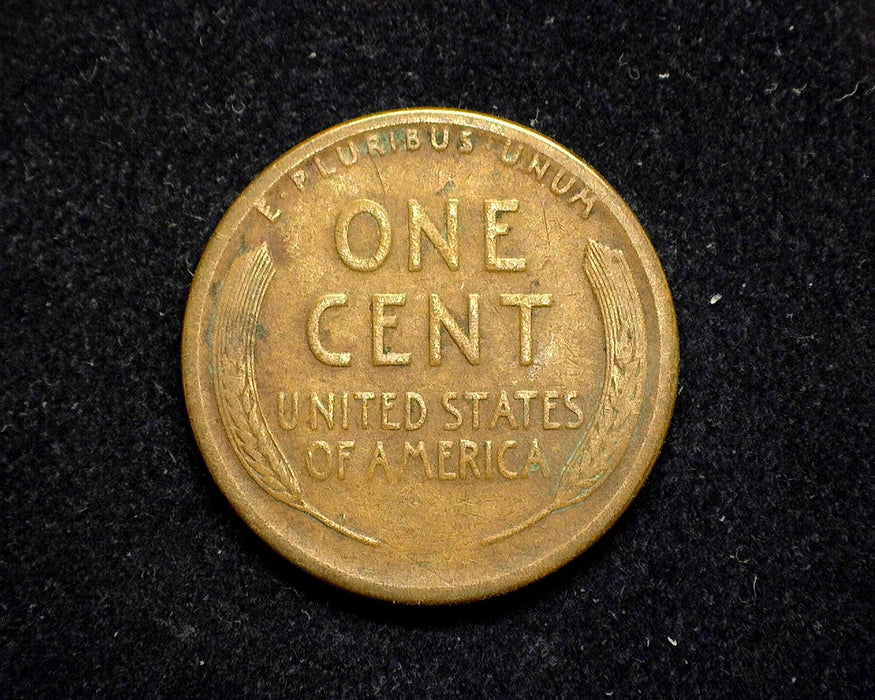 E·PLURIBUS·UNUM
ONE
CENT
UNITED STATES
OF AMERICA